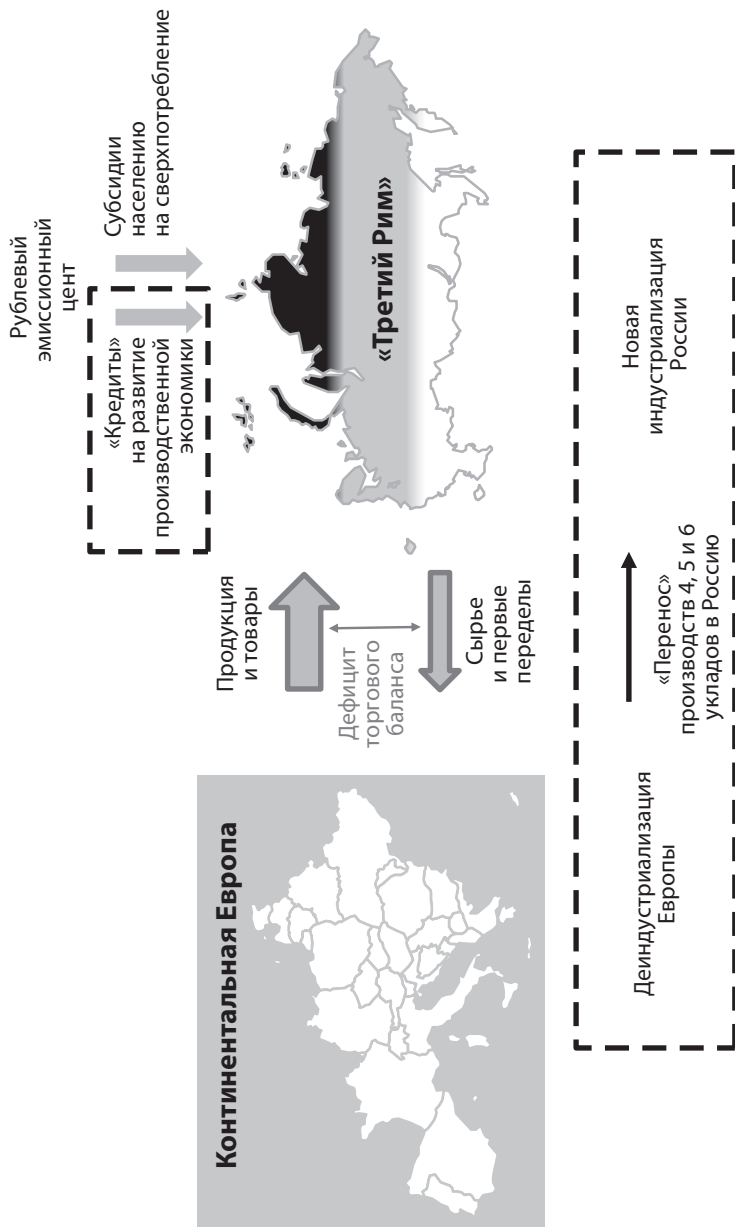 Рублевый
эмиссионный
цент
«Кредиты»
на развитие
производственной
экономики
Субсидии
населению
на сверхпотребление
Континентальная Европа
Продукция
и товары
Дефицит
торгового
баланса
Сырье
и первые
переделы
«Третий Рим»
Деиндустриализация
Европы
«Перенос»
производств 4, 5 и 6
укладов в Россию
Новая
индустриализация
России